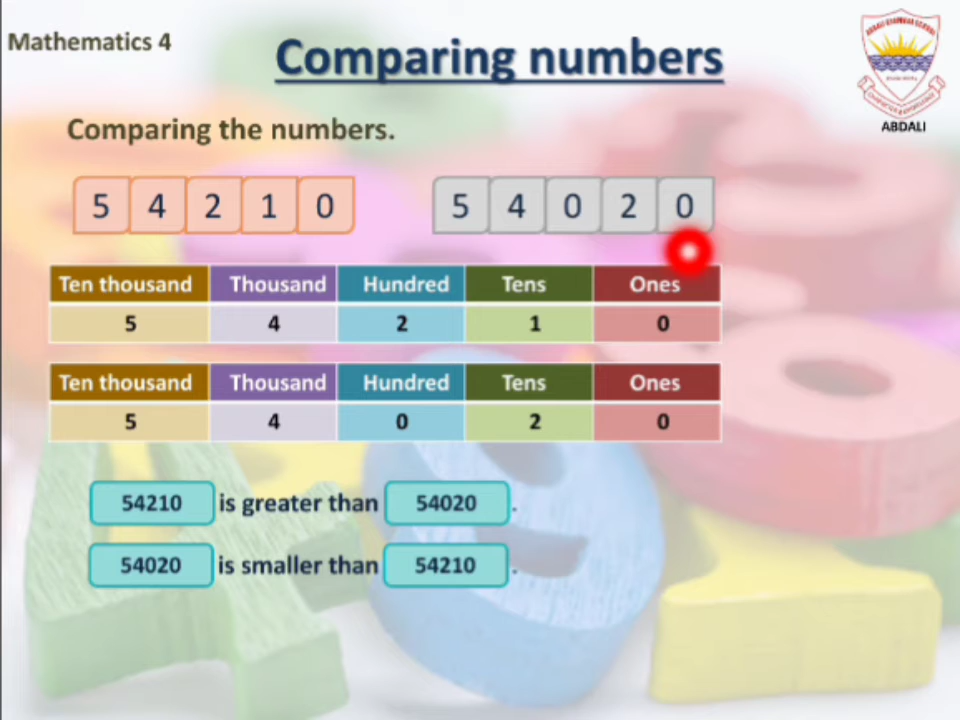 Mathematics 4
Comparing numbers
ABDALI
Comparing the numbers.
5 4 2 1 0
5 4 0 2 0
Ten thousand Thousand Hundred Tens Ones
5 4 2 1 0
Ten thousand Thousand Hundred Tens Ones
5 4 0 2 0
54210 is greater than 54020 .
54020 is smaller than 54210 .